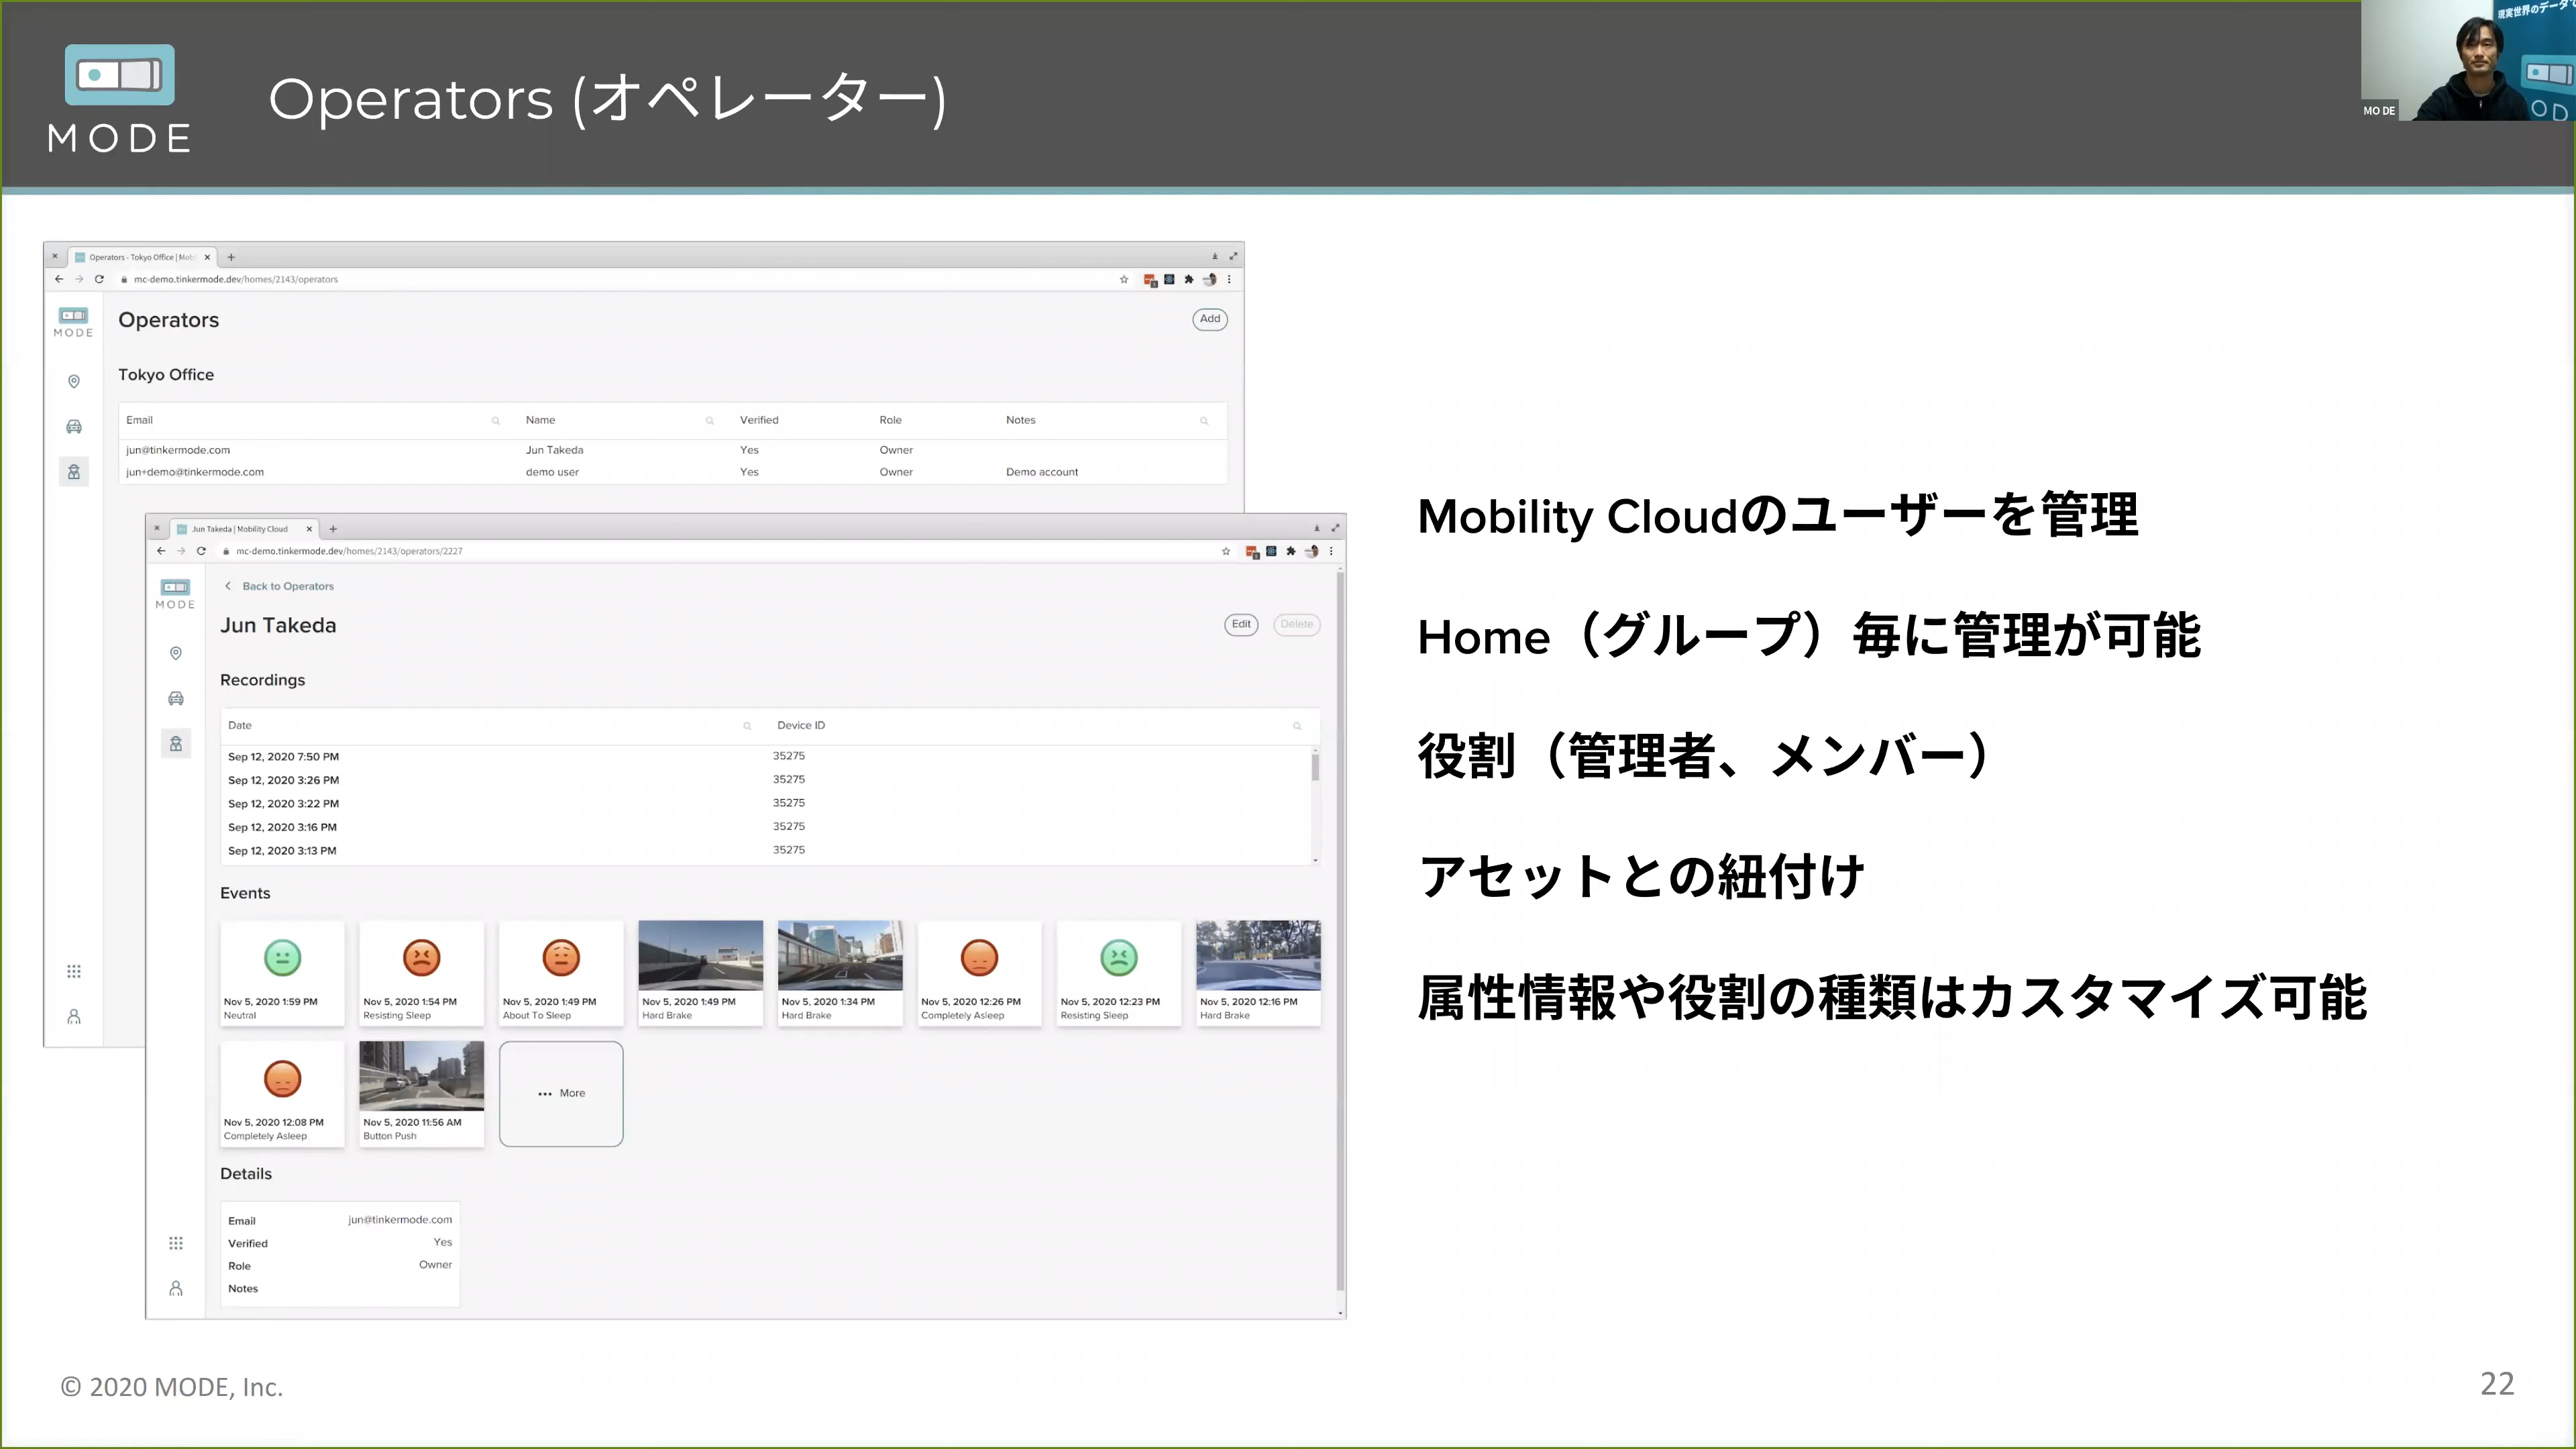 MODE
Operators (オペレーター)
現実世界のデータで
MO DE
Operators - Tokyo Office | Mob
mc-demo.tinkermode.dev/homes/2143/operators
MODE
Operators
Add
Tokyo Office
Email Name Verified Role Notes
jun@tinkermode.com Jun Takeda Yes Owner
jun+demo@tinkermode.com demo user Yes Owner Demo account
Jun Takeda | Mobility Cloud
mc-demo.tinkermode.dev/homes/2143/operators/2227
MODE
Back to Operators
Jun Takeda
Edit Delete
Recordings
Date Device ID
Sep 12, 2020 7:50 PM 35275
Sep 12, 2020 3:26 PM 35275
Sep 12, 2020 3:22 PM 35275
Sep 12, 2020 3:16 PM 35275
Sep 12, 2020 3:13 PM 35275
Events
Nov 5, 2020 1:59 PM
Neutral
Nov 5, 2020 1:54 PM
Resisting Sleep
Nov 5, 2020 1:49 PM
About To Sleep
Nov 5, 2020 1:49 PM
Hard Brake
Nov 5, 2020 1:34 PM
Hard Brake
Nov 5, 2020 12:26 PM
Completely Asleep
Nov 5, 2020 12:23 PM
Resisting Sleep
Nov 5, 2020 12:16 PM
Hard Brake
Nov 5, 2020 12:08 PM
Completely Asleep
Nov 5, 2020 11:56 AM
Button Push
More
Details
Email jun@tinkermode.com
Verified Yes
Role Owner
Notes
Mobility Cloudのユーザーを管理
Home（グループ）毎に管理が可能
役割（管理者、メンバー）
アセットとの紐付け
属性情報や役割の種類はカスタマイズ可能
© 2020 MODE, Inc.
22